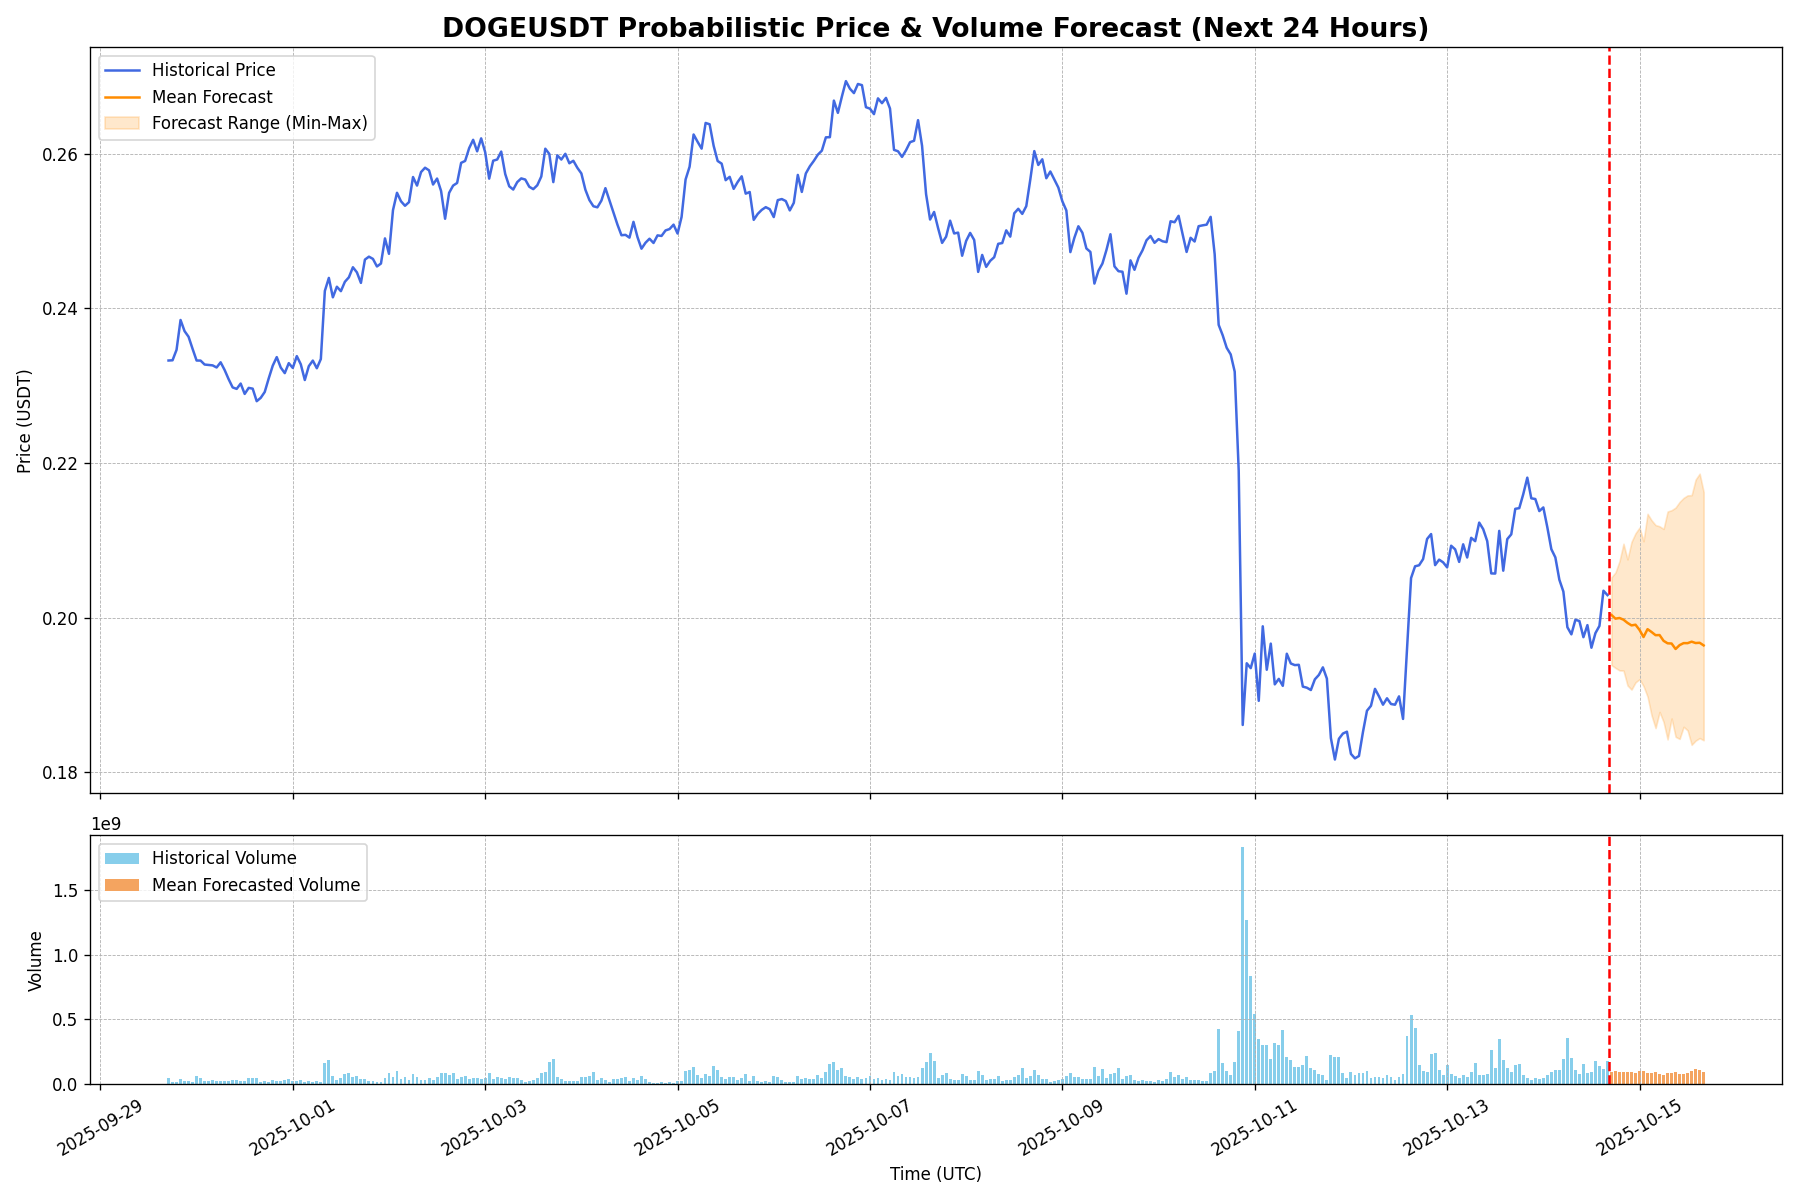 DOGEUSDT Probabilistic Price & Volume Forecast (Next 24 Hours)
Historical Price
Mean Forecast
Forecast Range (Min-Max)
Price (USDT)
0.26
0.24
0.22
0.20
0.18
1e9
Historical Volume
Mean Forecasted Volume
Volume
1.5
1.0
0.5
0.0
2025-09-29
2025-10-01
2025-10-03
2025-10-05
2025-10-07
2025-10-09
2025-10-11
2025-10-13
2025-10-15
Time (UTC)